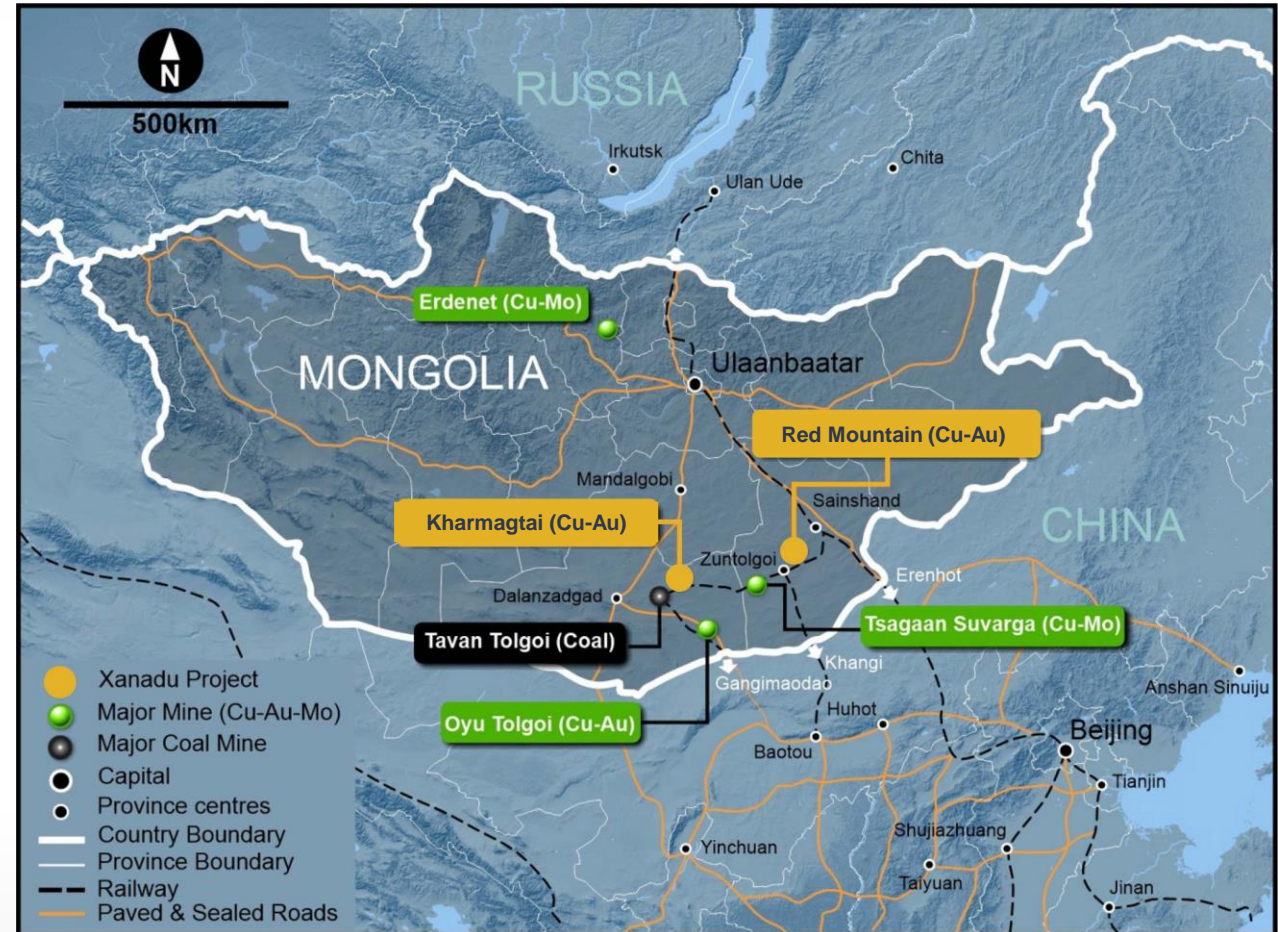 N
500km
RUSSIA
Irkutsk
Chita
Ulan Ude
Erdenet (Cu-Mo)
MONGOLIA
Ulaanbaatar
Red Mountain (Cu-Au)
Mandalgobi
Sainshand
Kharmagtai (Cu-Au)
CHINA
Zuntolgoi
Erenhot
Dalanzadgad
Tsagaan Suvarga (Cu-Mo)
Tavan Tolgoi (Coal)
Khangi
Gangimaodao
Anshan Sinuiju
Oyu Tolgoi (Cu-Au)
Huhot
Baotou
Beijing
Tianjin
Shujiazhuang
Yinchuan
Taiyuan
Jinan
Xanadu Project
Major Mine (Cu-Au-Mo)
Major Coal Mine
Capital
Province centres
Country Boundary
Province Boundary
Railway
Paved & Sealed Roads